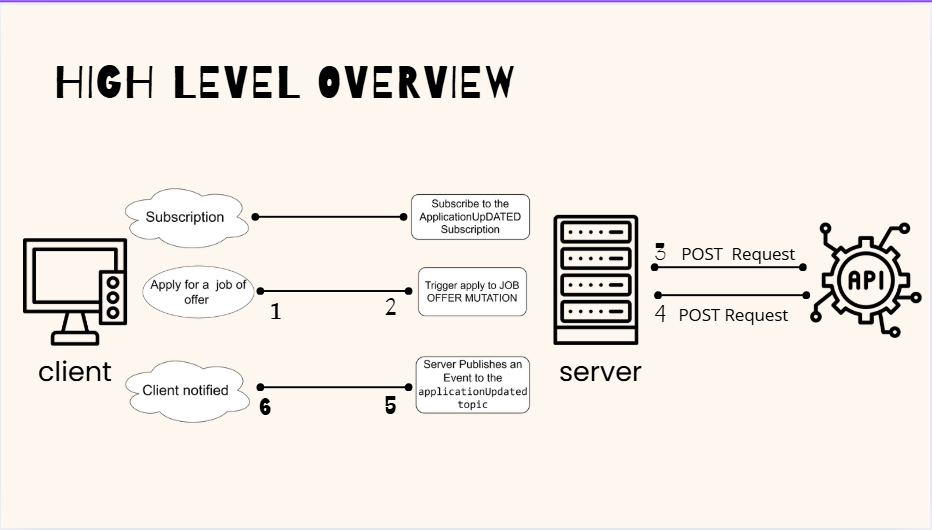 HIGH LEVEL OVERVIEW
Subscription
Subscribe to the
ApplicationUpDATED
Subscription
Apply for a job of
offer
1
2
Trigger apply to JOB
OFFER MUTATION
3 POST Request
API
4 POST Request
client
server
Client notified
6
5
Server Publishes an
Event to the
applicationUpdated
topic